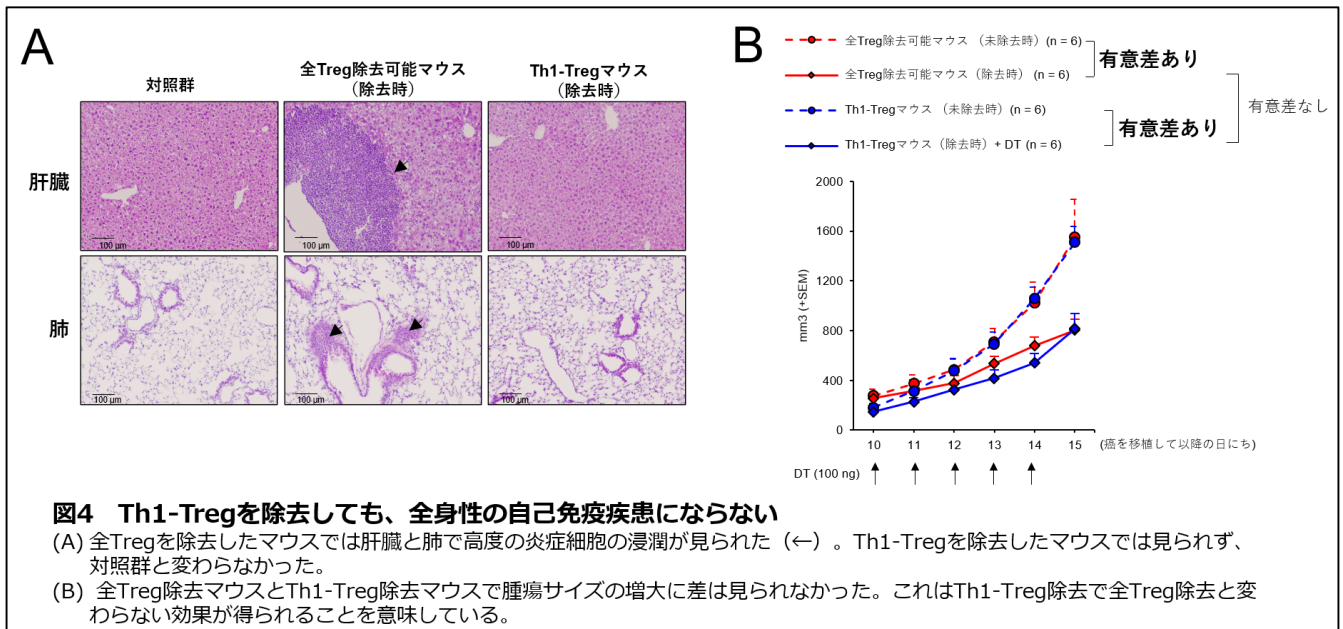 A
対照群
全Treg除去可能マウス
（除去時）
Th1-Tregマウス
（除去時）
肝臓
100 μm
100 μm
100 μm
肺
100 μm
100 μm
100 μm
B
全Treg除去可能マウス （未除去時）(n = 6)
全Treg除去可能マウス（除去時） (n = 6)
Th1-Tregマウス （未除去時）(n = 6)
Th1-Tregマウス（除去時）+ DT (n = 6)
有意差あり
有意差あり
有意差なし
mm3 (+SEM)
2000
1600
1200
800
400
0
10 11 12 13 14 15 (癌を移植して以降の日にち)
DT (100 ng)
図4 Th1-Tregを除去しても、全身性の自己免疫疾患にならない
(A) 全Tregを除去したマウスでは肝臓と肺で高度の炎症細胞の浸潤が見られた（←）。Th1-Tregを除去したマウスでは見られず、
対照群と変わらなかった。
(B) 全Treg除去マウスとTh1-Treg除去マウスで腫瘍サイズの増大に差は見られなかった。これはTh1-Treg除去で全Treg除去と変
わらない効果が得られることを意味している。